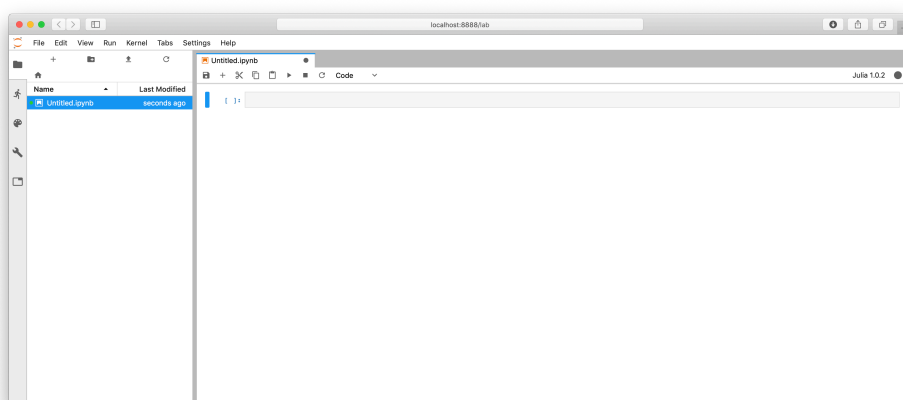 localhost:8888/lab
File Edit View Run Kernel Tabs Settings Help
Untitled.ipynb
Code
Julia 1.0.2
Name Last Modified
Untitled.ipynb seconds ago
[ ]: